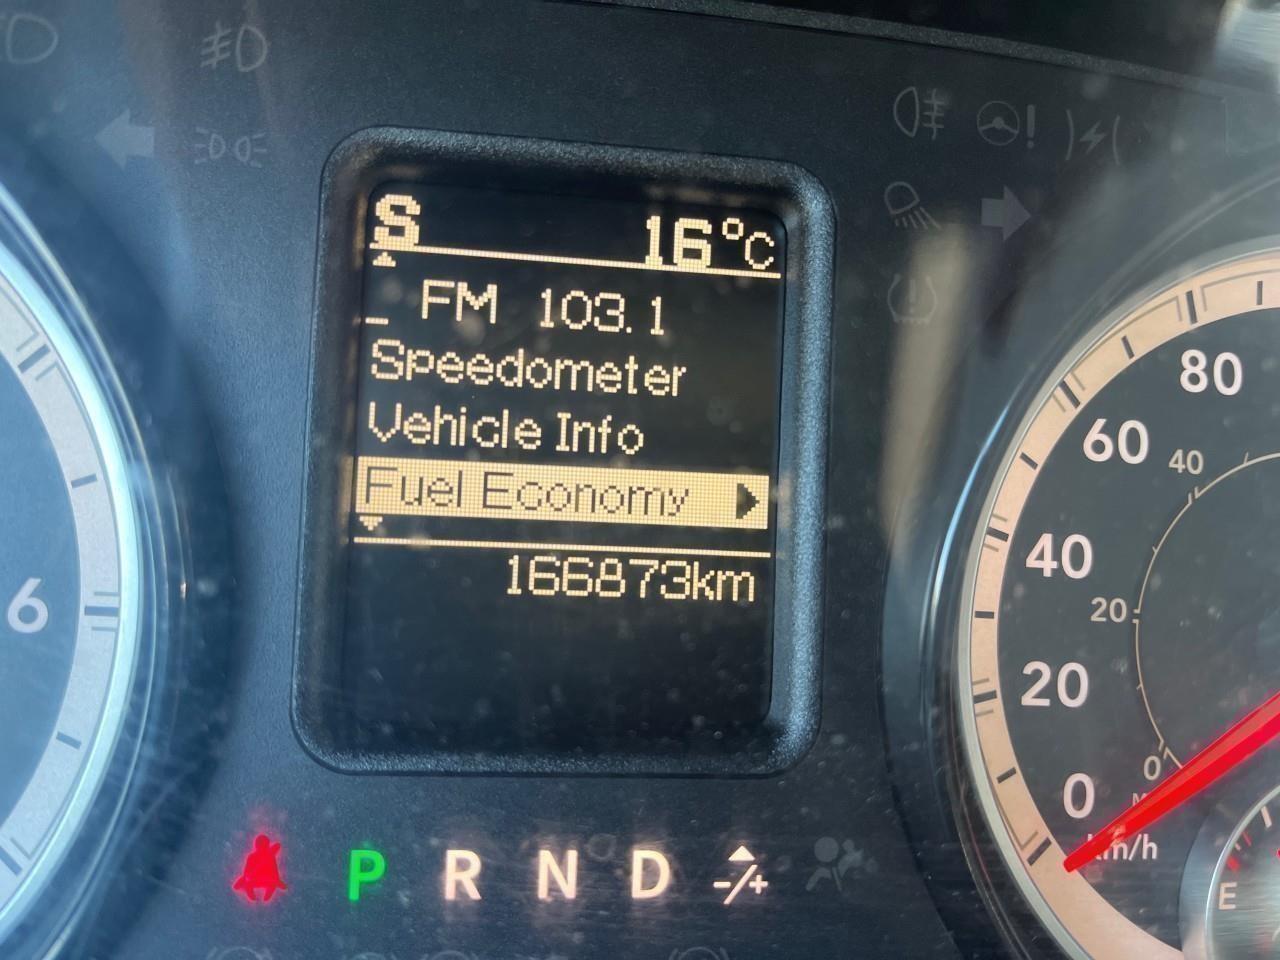 S 16°C
FM 103.1
Speedometer
Vehicle Info
Fuel Economy
166873km
6
80
60
40
40
20
20
0
0
km/h
E
P R N D -/+